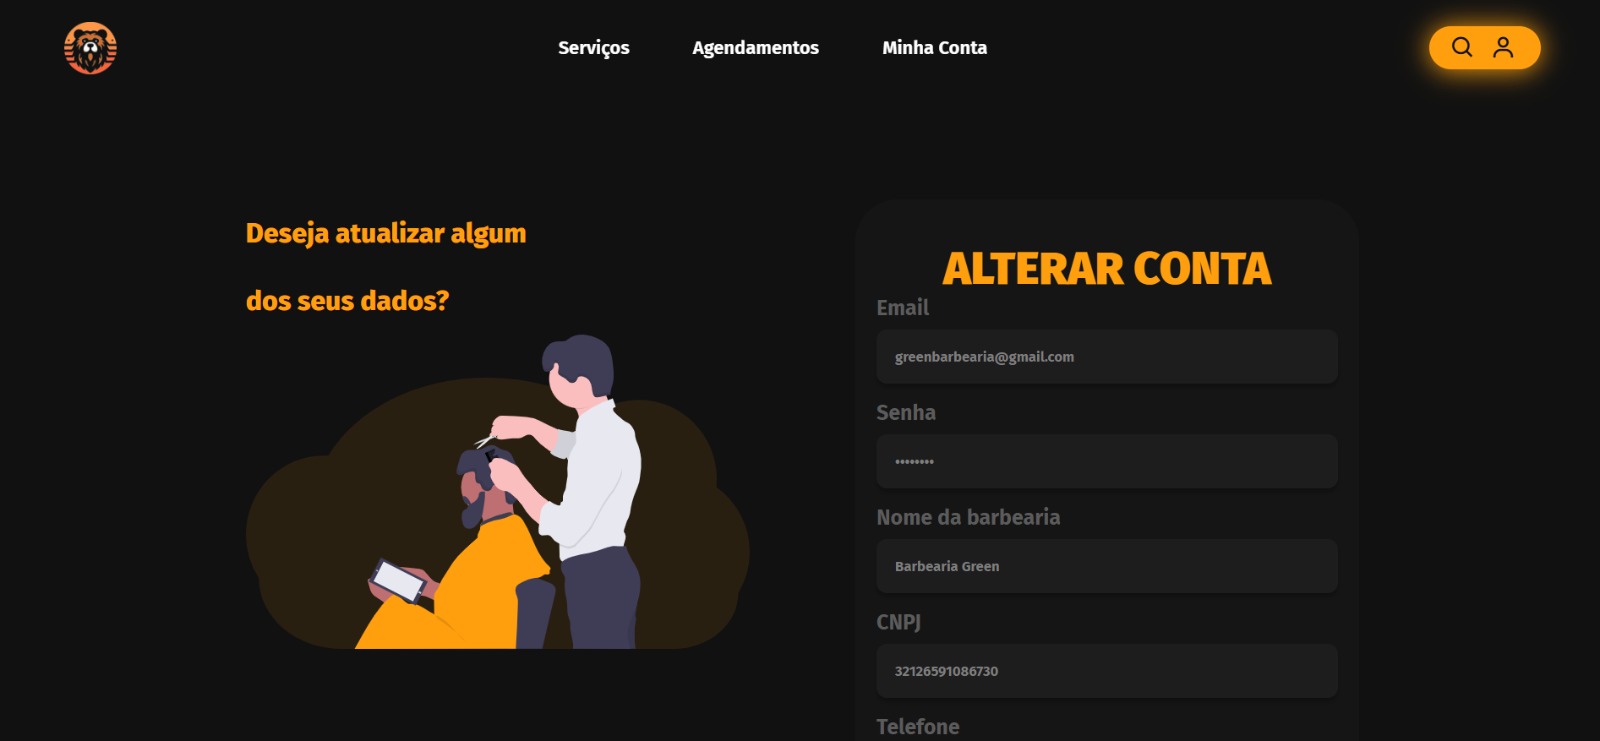 Serviços
Agendamentos
Minha Conta
Deseja atualizar algum
dos seus dados?
ALTERAR CONTA
Email
greenbarbearia@gmail.com
Senha
••••••••
Nome da barbearia
Barbearia Green
CNPJ
32126591086730
Telefone